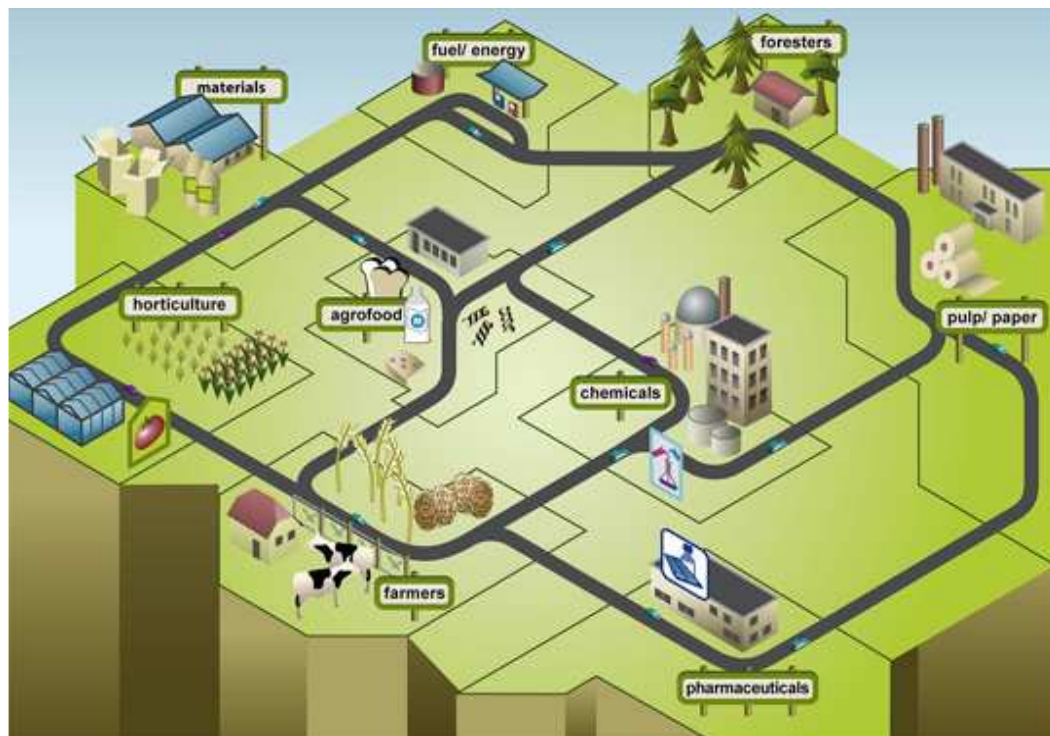 fuel/ energy
foresters
materials
horticulture
agrofood
pulp/ paper
chemicals
farmers
pharmaceuticals